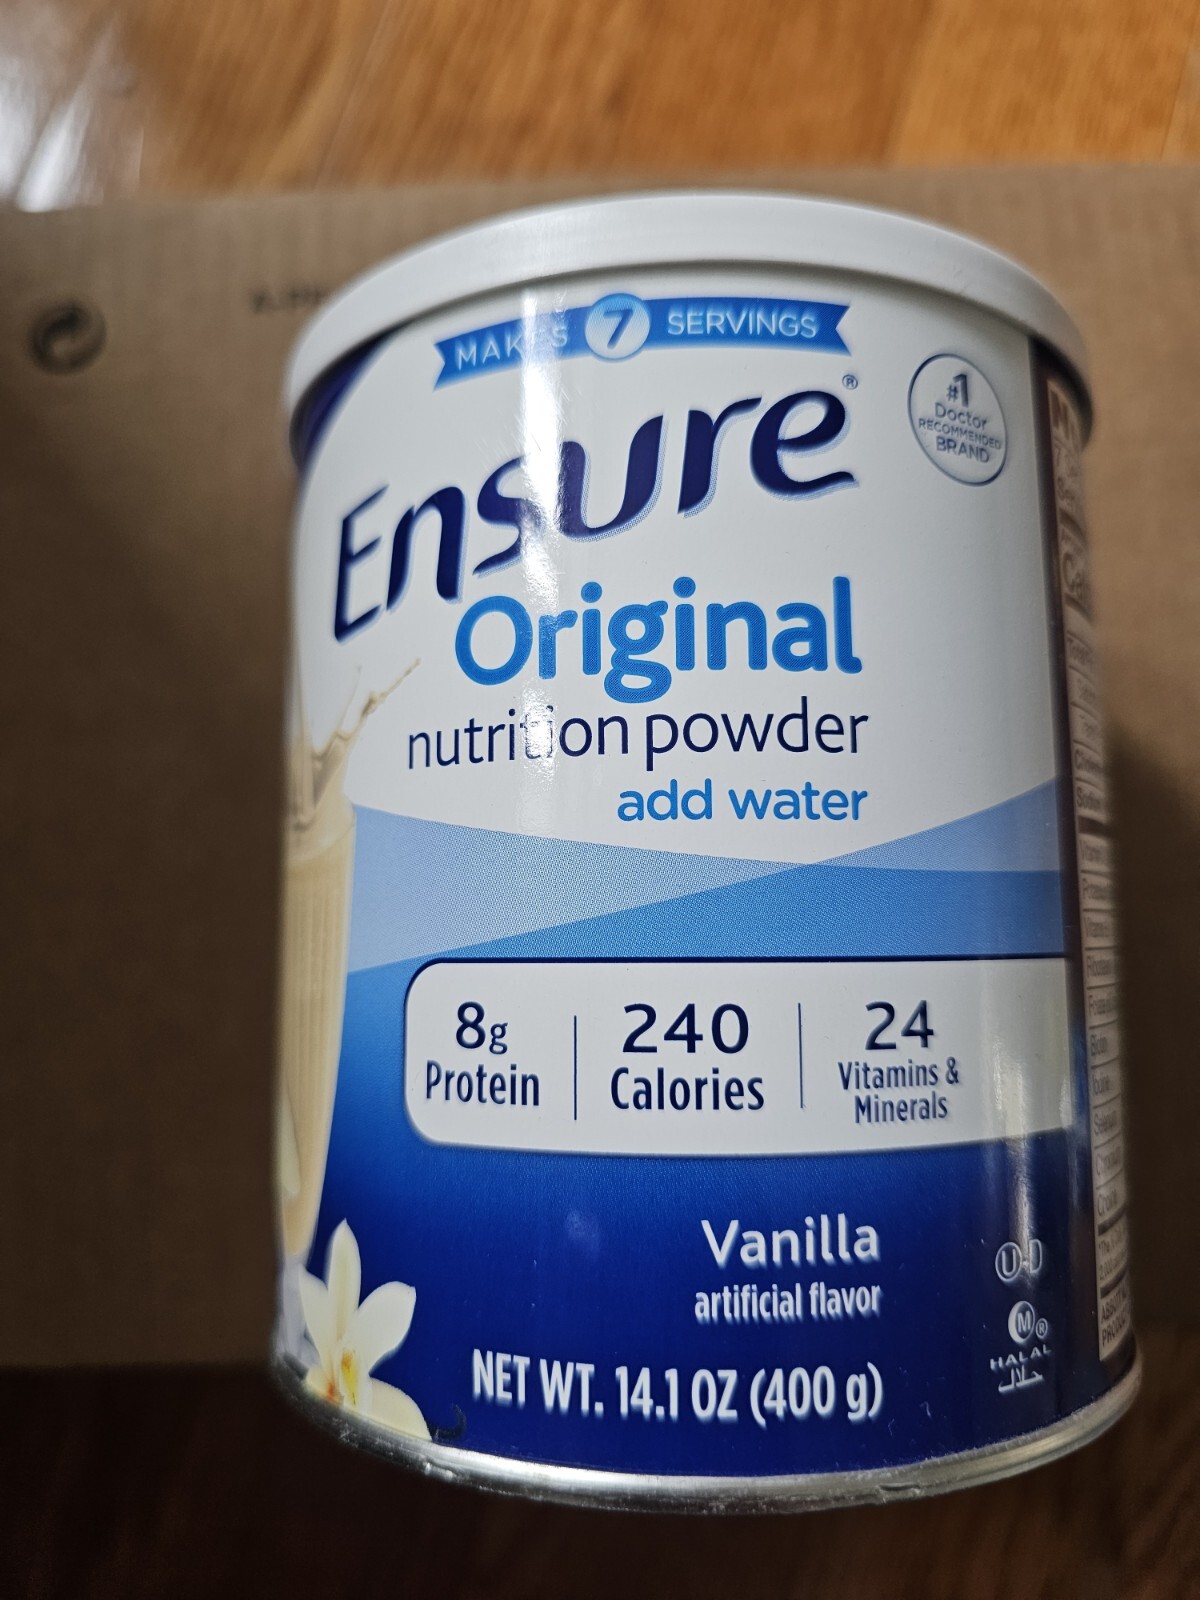 MAKES 7 SERVINGS
#1
Doctor
RECOMMENDED
BRAND
Ensure®
Original
nutrition powder
add water
8g
Protein
240
Calories
24
Vitamins &
Minerals
Vanilla
artificial flavor
NET WT. 14.1 OZ (400 g)
U D
M®
HALAL
حلال